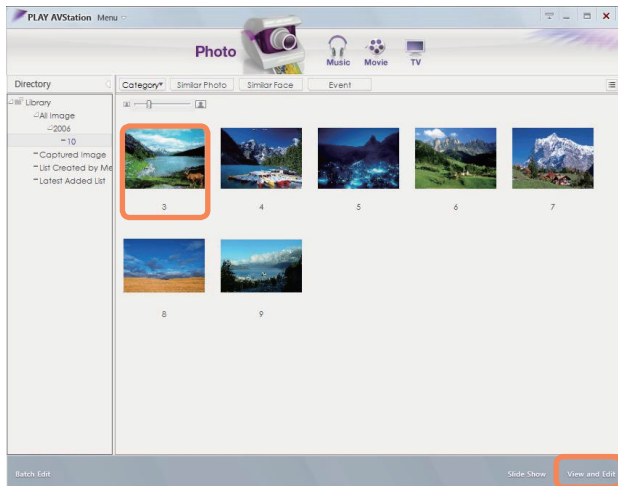 PLAY AVStation Menu
Photo
Music Movie TV
Directory
Category Similar Photo Similar Face Event
Library
All Image
2006
10
Captured Image
List Created by Me
Latest Added List
3 4 5 6 7
8 9
Batch Edit Slide Show View and Edit